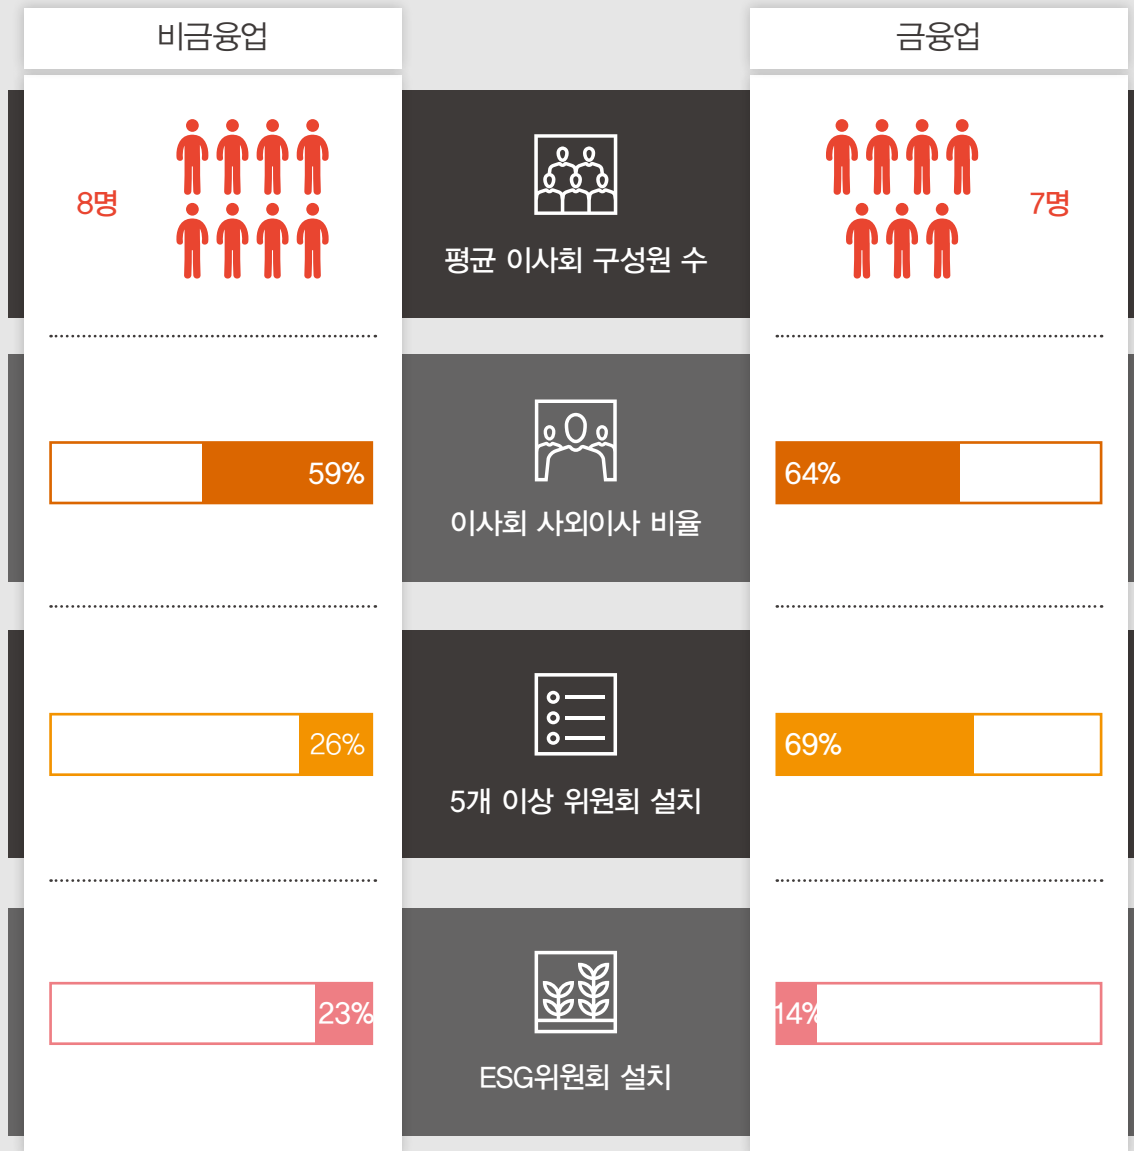 비금융업
금융업
8명
평균 이사회 구성원 수
7명
59%
이사회 사외이사 비율
64%
26%
5개 이상 위원회 설치
69%
23%
ESG위원회 설치
14%